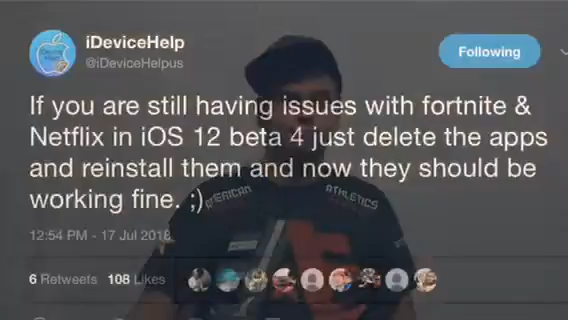 iDeviceHelp
@iDeviceHelpus
Following
If you are still having issues with fortnite &
Netflix in iOS 12 beta 4 just delete the apps
and reinstall them and now they should be
working fine. ;)
AMERICAN ATHLETICS
12:54 PM - 17 Jul 2018
6 Retweets 108 Likes